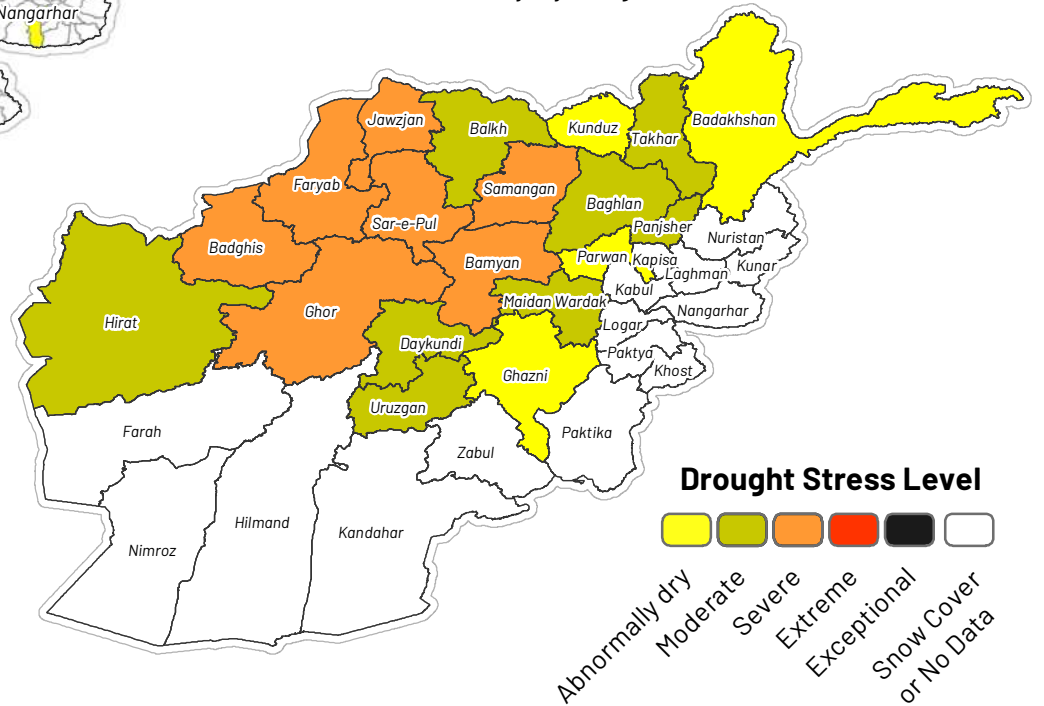 Nangarhar
Jawzjan
Balkh
Kunduz
Takhar
Badakhshan
Faryab
Samangan
Baghlan
Sar-e-Pul
Panjsher
Badghis
Nuristan
Bamyan
Parwan
Kapisa
Kunar
Laghman
Kabul
Maidan Wardak
Ghor
Nangarhar
Hirat
Logar
Daykundi
Paktya
Khost
Ghazni
Uruzgan
Farah
Paktika
Zabul
Drought Stress Level
Hilmand
Kandahar
Nimroz
Abnormally dry
Moderate
Severe
Extreme
Exceptional
Snow Cover
or No Data